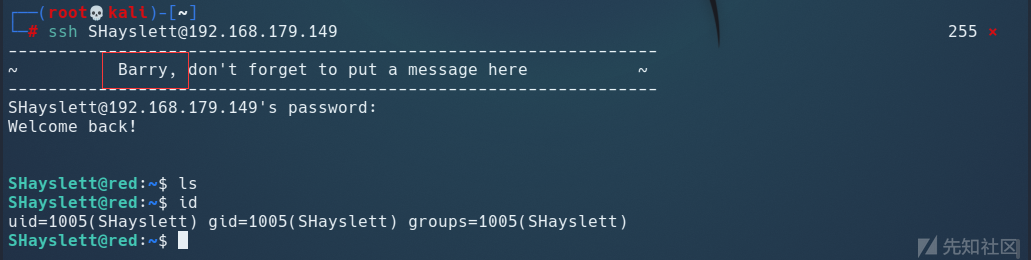 ┌──(root💀kali)-[~]
└─# ssh SHayslett@192.168.179.149 255 ⨯
-----------------------------------------------------------------
~ Barry, don't forget to put a message here ~
-----------------------------------------------------------------
SHayslett@192.168.179.149's password:
Welcome back!
SHayslett@red:~$ ls
SHayslett@red:~$ id
uid=1005(SHayslett) gid=1005(SHayslett) groups=1005(SHayslett)
SHayslett@red:~$
先知社区